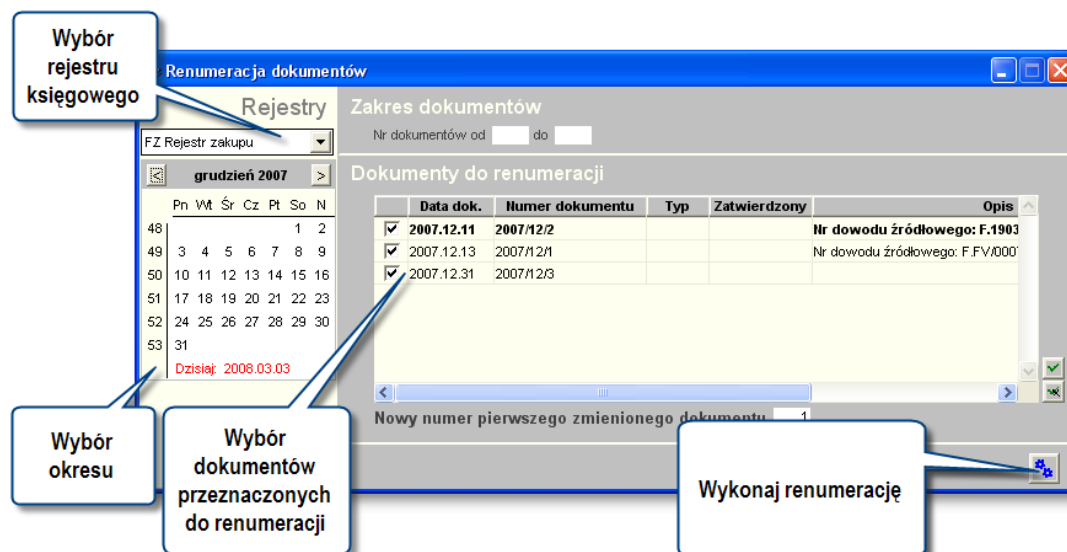 Wybór
rejestru
księgowego
Renumeracja dokumentów
Rejestry
FZ Rejestr zakupu
grudzień 2007
Pn Wt Śr Cz Pt So N
48 1 2
49 3 4 5 6 7 8 9
50 10 11 12 13 14 15 16
51 17 18 19 20 21 22 23
52 24 25 26 27 28 29 30
53 31
Dzisiaj: 2008.03.03
Zakres dokumentów
Nr dokumentów od do
Dokumenty do renumeracji
Data dok. Numer dokumentu Typ Zatwierdzony Opis
2007.12.11 2007/12/2 Nr dowodu źródłowego: F.1903
2007.12.13 2007/12/1 Nr dowodu źródłowego: F.FV/000
2007.12.31 2007/12/3
Nowy numer pierwszego zmienionego dokumentu 1
Wybór
okresu
Wybór
dokumentów
przeznaczonych
do renumeracji
Wykonaj renumerację